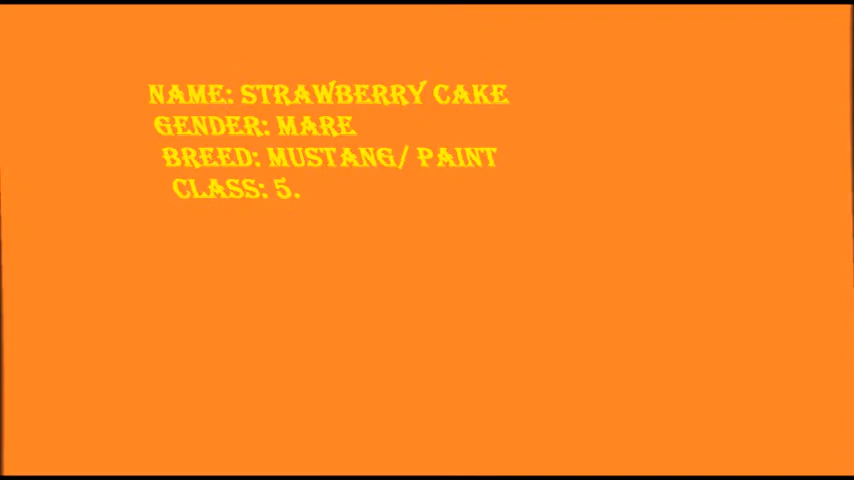 NAME: STRAWBERRY CAKE
GENDER: MARE
BREED: MUSTANG/ PAINT
CLASS: 5.